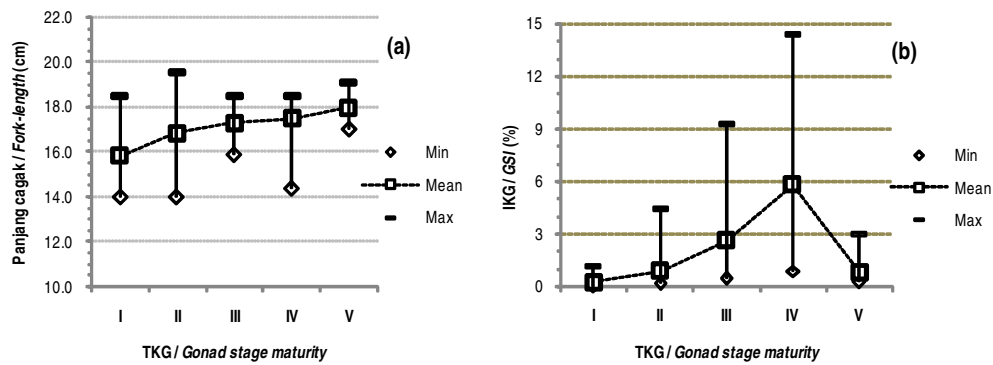 22.0
20.0
18.0
16.0
14.0
12.0
10.0
Panjang cagak / Fork-length (cm)
(a)
Min
Mean
Max
I II III IV V
TKG / Gonad stage maturity
15
12
9
6
3
0
IKG / GSI (%)
(b)
Min
Mean
Max
I II III IV V
TKG / Gonad stage maturity